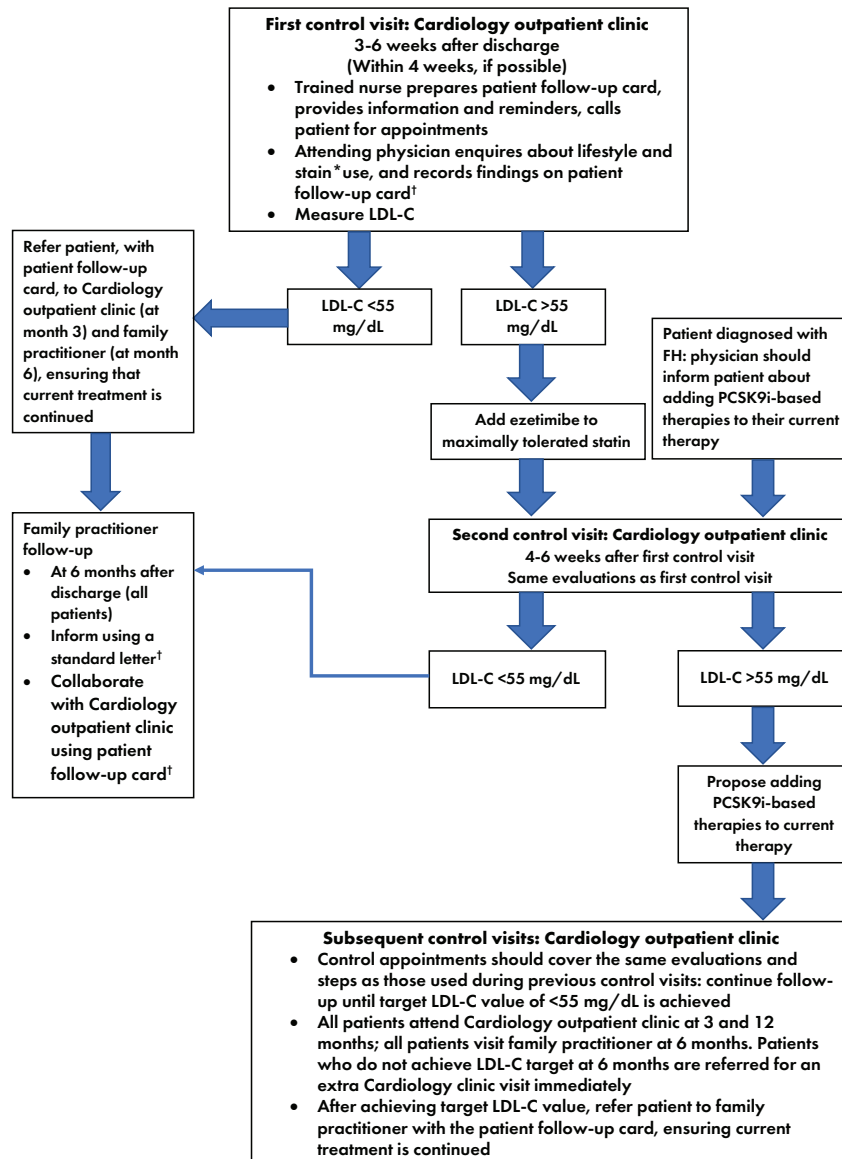 First control visit: Cardiology outpatient clinic
3-6 weeks after discharge
(Within 4 weeks, if possible)
• Trained nurse prepares patient follow-up card,
provides information and reminders, calls
patient for appointments
• Attending physician enquires about lifestyle and
stain*use, and records findings on patient
follow-up card†
• Measure LDL-C
Refer patient, with
patient follow-up
card, to Cardiology
outpatient clinic (at
month 3) and family
practitioner (at month
6), ensuring that
current treatment is
continued
LDL-C <55
mg/dL
LDL-C >55
mg/dL
Patient diagnosed with
FH: physician should
inform patient about
adding PCSK9i-based
therapies to their current
therapy
Add ezetimibe to
maximally tolerated statin
Family practitioner
follow-up
• At 6 months after
discharge (all
patients)
• Inform using a
standard letter†
• Collaborate
with Cardiology
outpatient clinic
using patient
follow-up card†
Second control visit: Cardiology outpatient clinic
4-6 weeks after first control visit
Same evaluations as first control visit
LDL-C <55 mg/dL
LDL-C >55 mg/dL
Propose adding
PCSK9i-based
therapies to current
therapy
Subsequent control visits: Cardiology outpatient clinic
• Control appointments should cover the same evaluations and
steps as those used during previous control visits: continue follow-
up until target LDL-C value of <55 mg/dL is achieved
• All patients attend Cardiology outpatient clinic at 3 and 12
months; all patients visit family practitioner at 6 months. Patients
who do not achieve LDL-C target at 6 months are referred for an
extra Cardiology clinic visit immediately
• After achieving target LDL-C value, refer patient to family
practitioner with the patient follow-up card, ensuring current
treatment is continued